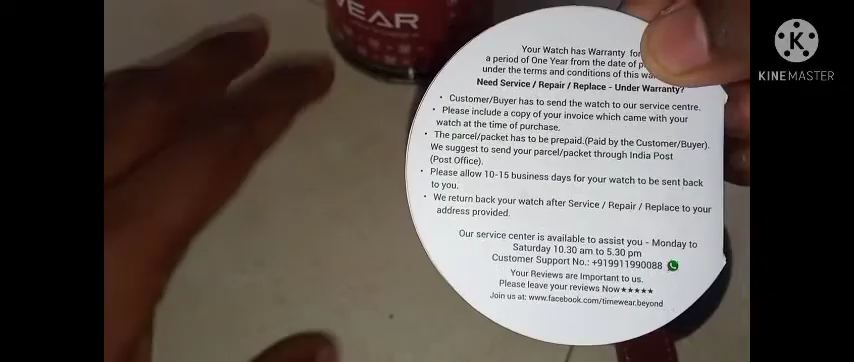 YEAR
K
KINEMASTER
Your Watch has Warranty for
a period of One Year from the date of
under the terms and conditions of this
Need Service / Repair / Replace - Under Warranty?
• Customer/Buyer has to send the watch to our service centre.
• Please include a copy of your invoice which came with your
watch at the time of purchase.
• The parcel/packet has to be prepaid.(Paid by the Customer/Buyer).
We suggest to send your parcel/packet through India Post
(Post Office).
• Please allow 10-15 business days for your watch to be sent back
to you.
• We return back your watch after Service / Repair / Replace to your
address provided.
Our service center is available to assist you - Monday to
Saturday 10.30 am to 5.30 pm
Customer Support No.: +919911990088
Your Reviews are Important to us.
Please leave your reviews Now★★★★★
Join us at: www.facebook.com/timewear.beyond